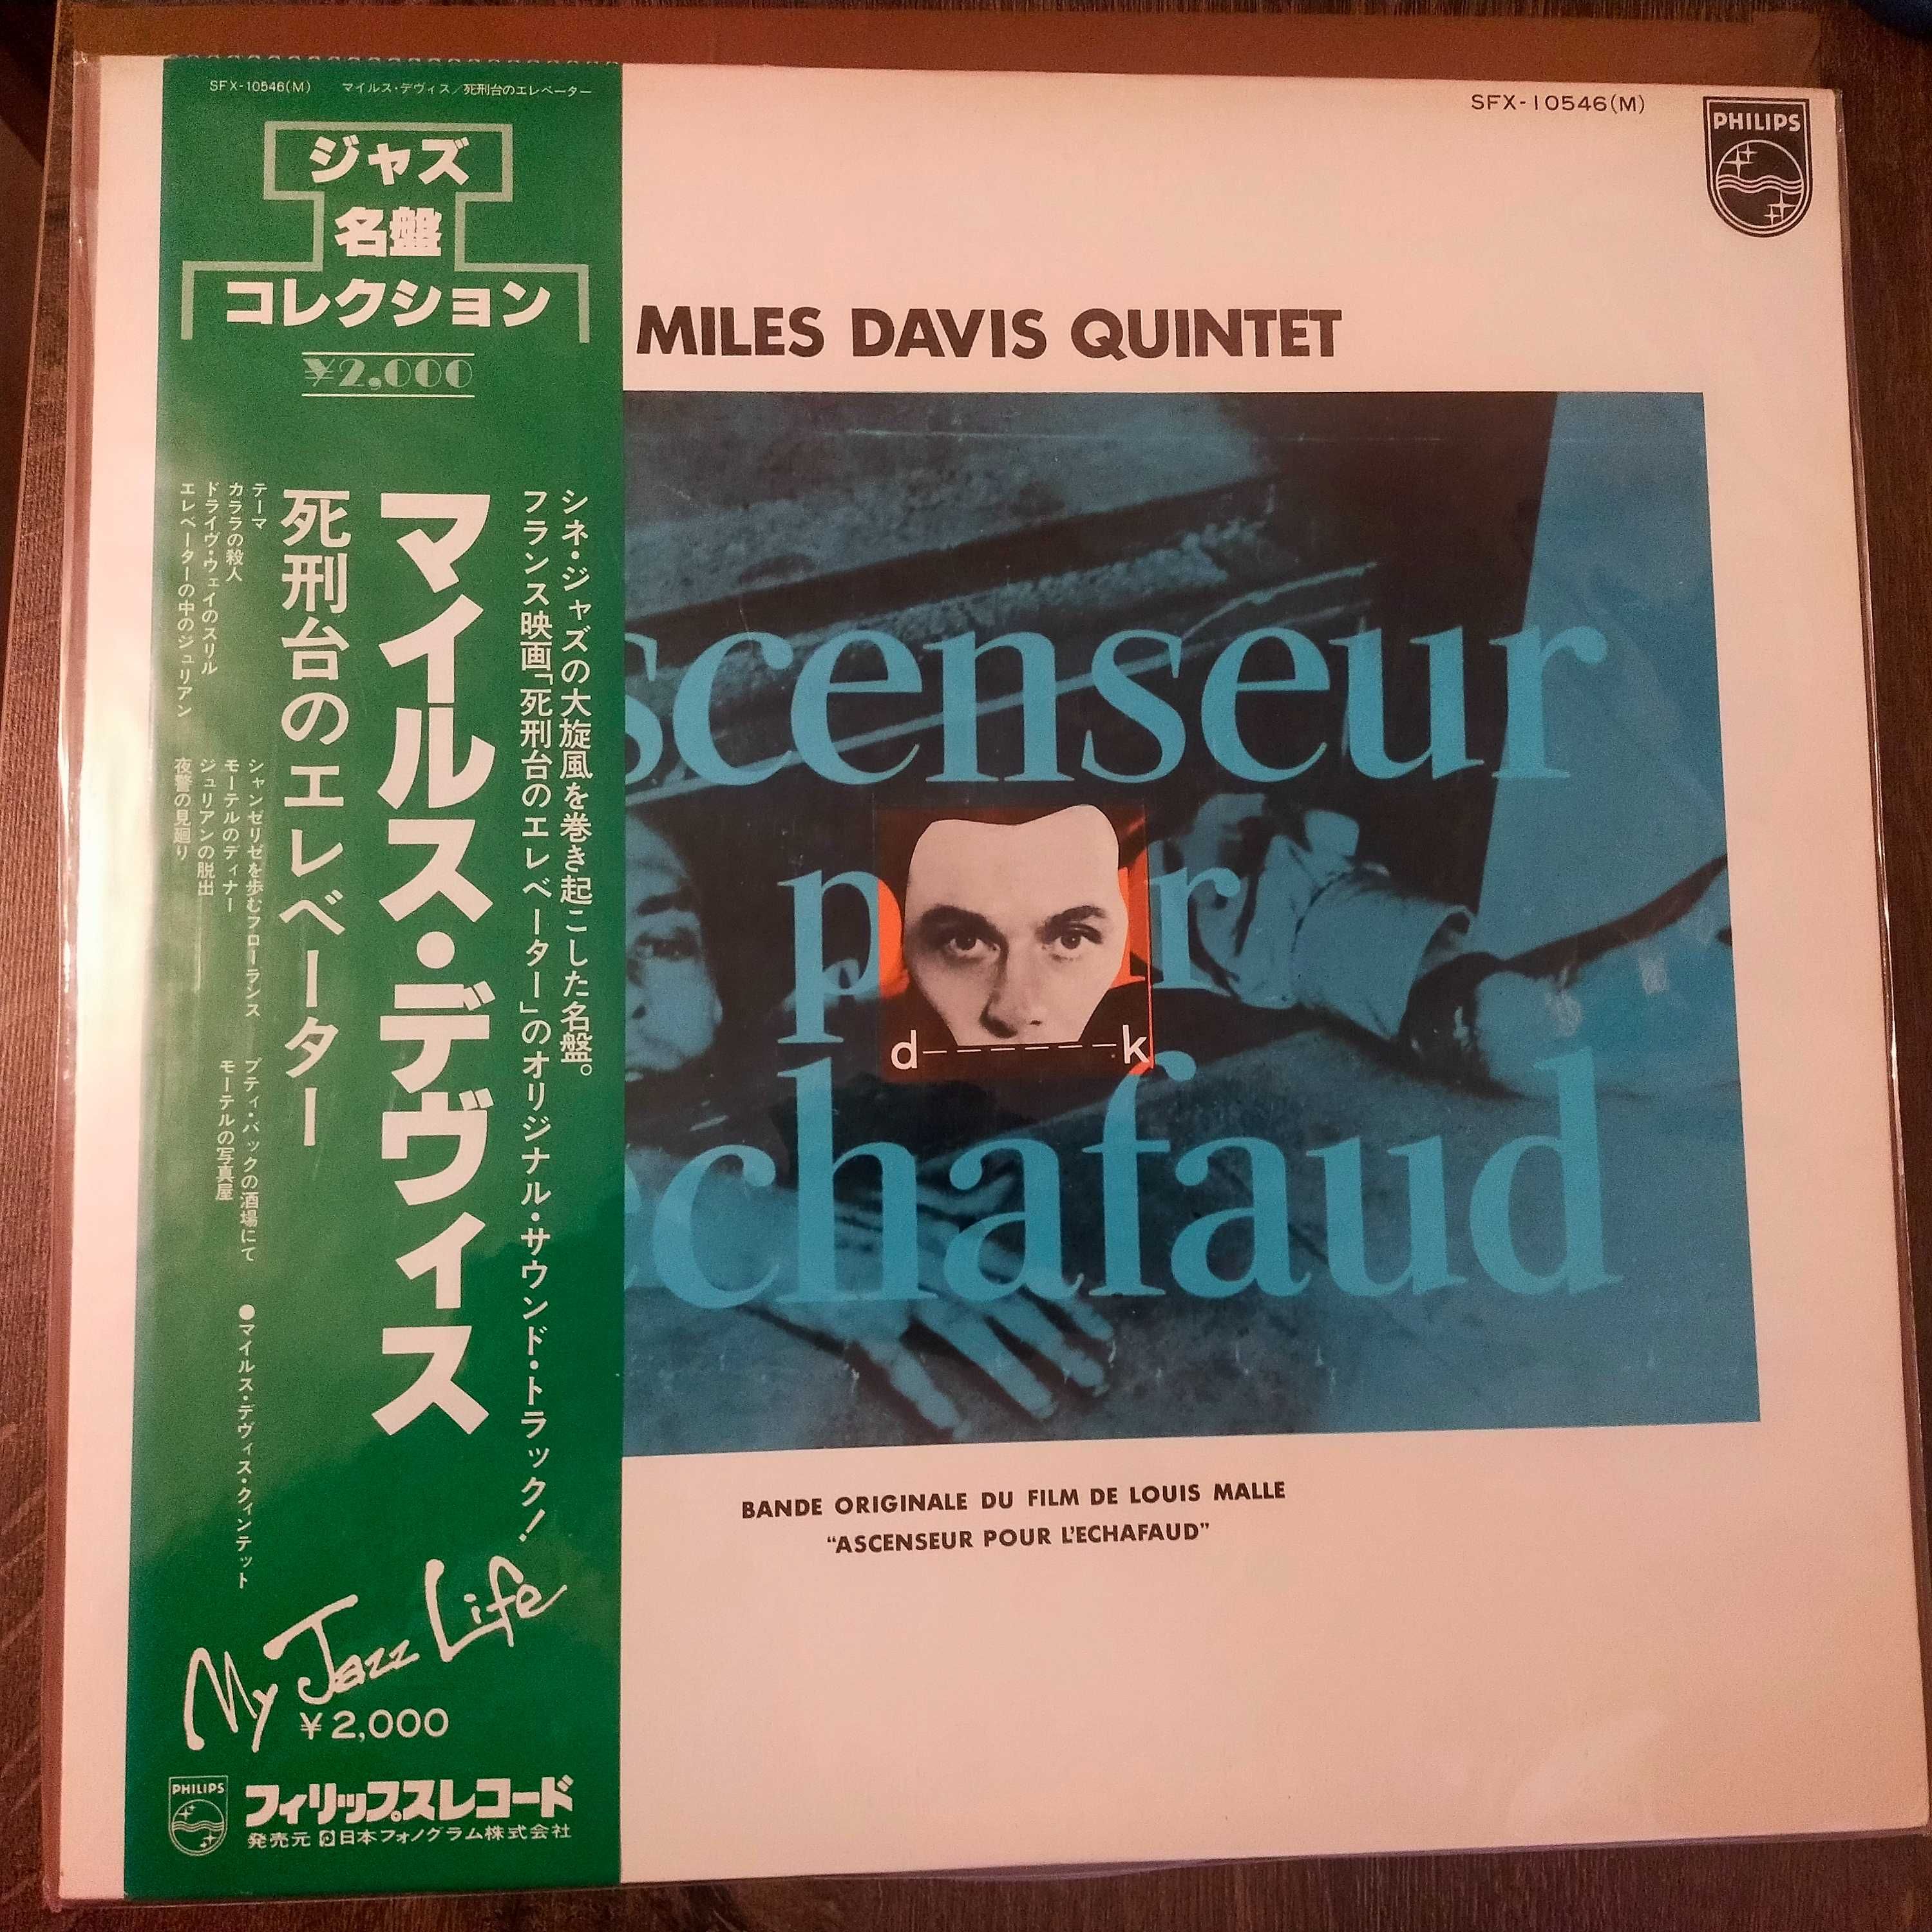 SFX-10546(M) マイルス・デヴィス/死刑台のエレベーター
ジャズ
名盤
コレクション
¥2,000
シネ・ジャズの大旋風を巻き起こした名盤。
フランス映画「死刑台のエレベーター」のオリジナル・サウンド・トラック!
マイルス・デヴィス
死刑台のエレベーター
テーマ
カララの殺人
ドライヴ・ウェイのスリル
エレベーターの中のジュリアン
シャンゼリゼを歩むフローランス
モーテルのディナー
ジュリアンの脱出
夜警の見廻り
プティ・バックの酒場にて
モーテルの写真屋
●マイルス・デヴィス・クィンテット
My Jazz Life
¥2,000
PHILIPS
フィリップスレコード
発売元 日本フォノグラム株式会社
SFX-10546(M)
PHILIPS
MILES DAVIS QUINTET
scenseur
p r
echafaud
d-------k
BANDE ORIGINALE DU FILM DE LOUIS MALLE
“ASCENSEUR POUR L'ECHAFAUD”